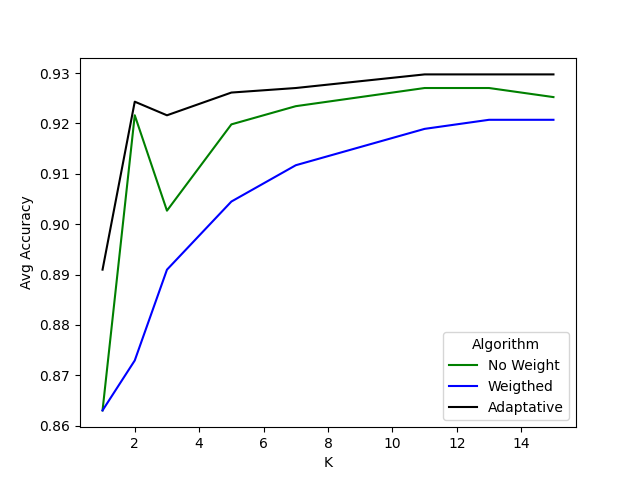 0.93
0.92
0.91
0.90
0.89
0.88
0.87
0.86
Avg Accuracy
2 4 6 8 10 12 14
K
Algorithm
No Weight
Weigthed
Adaptative